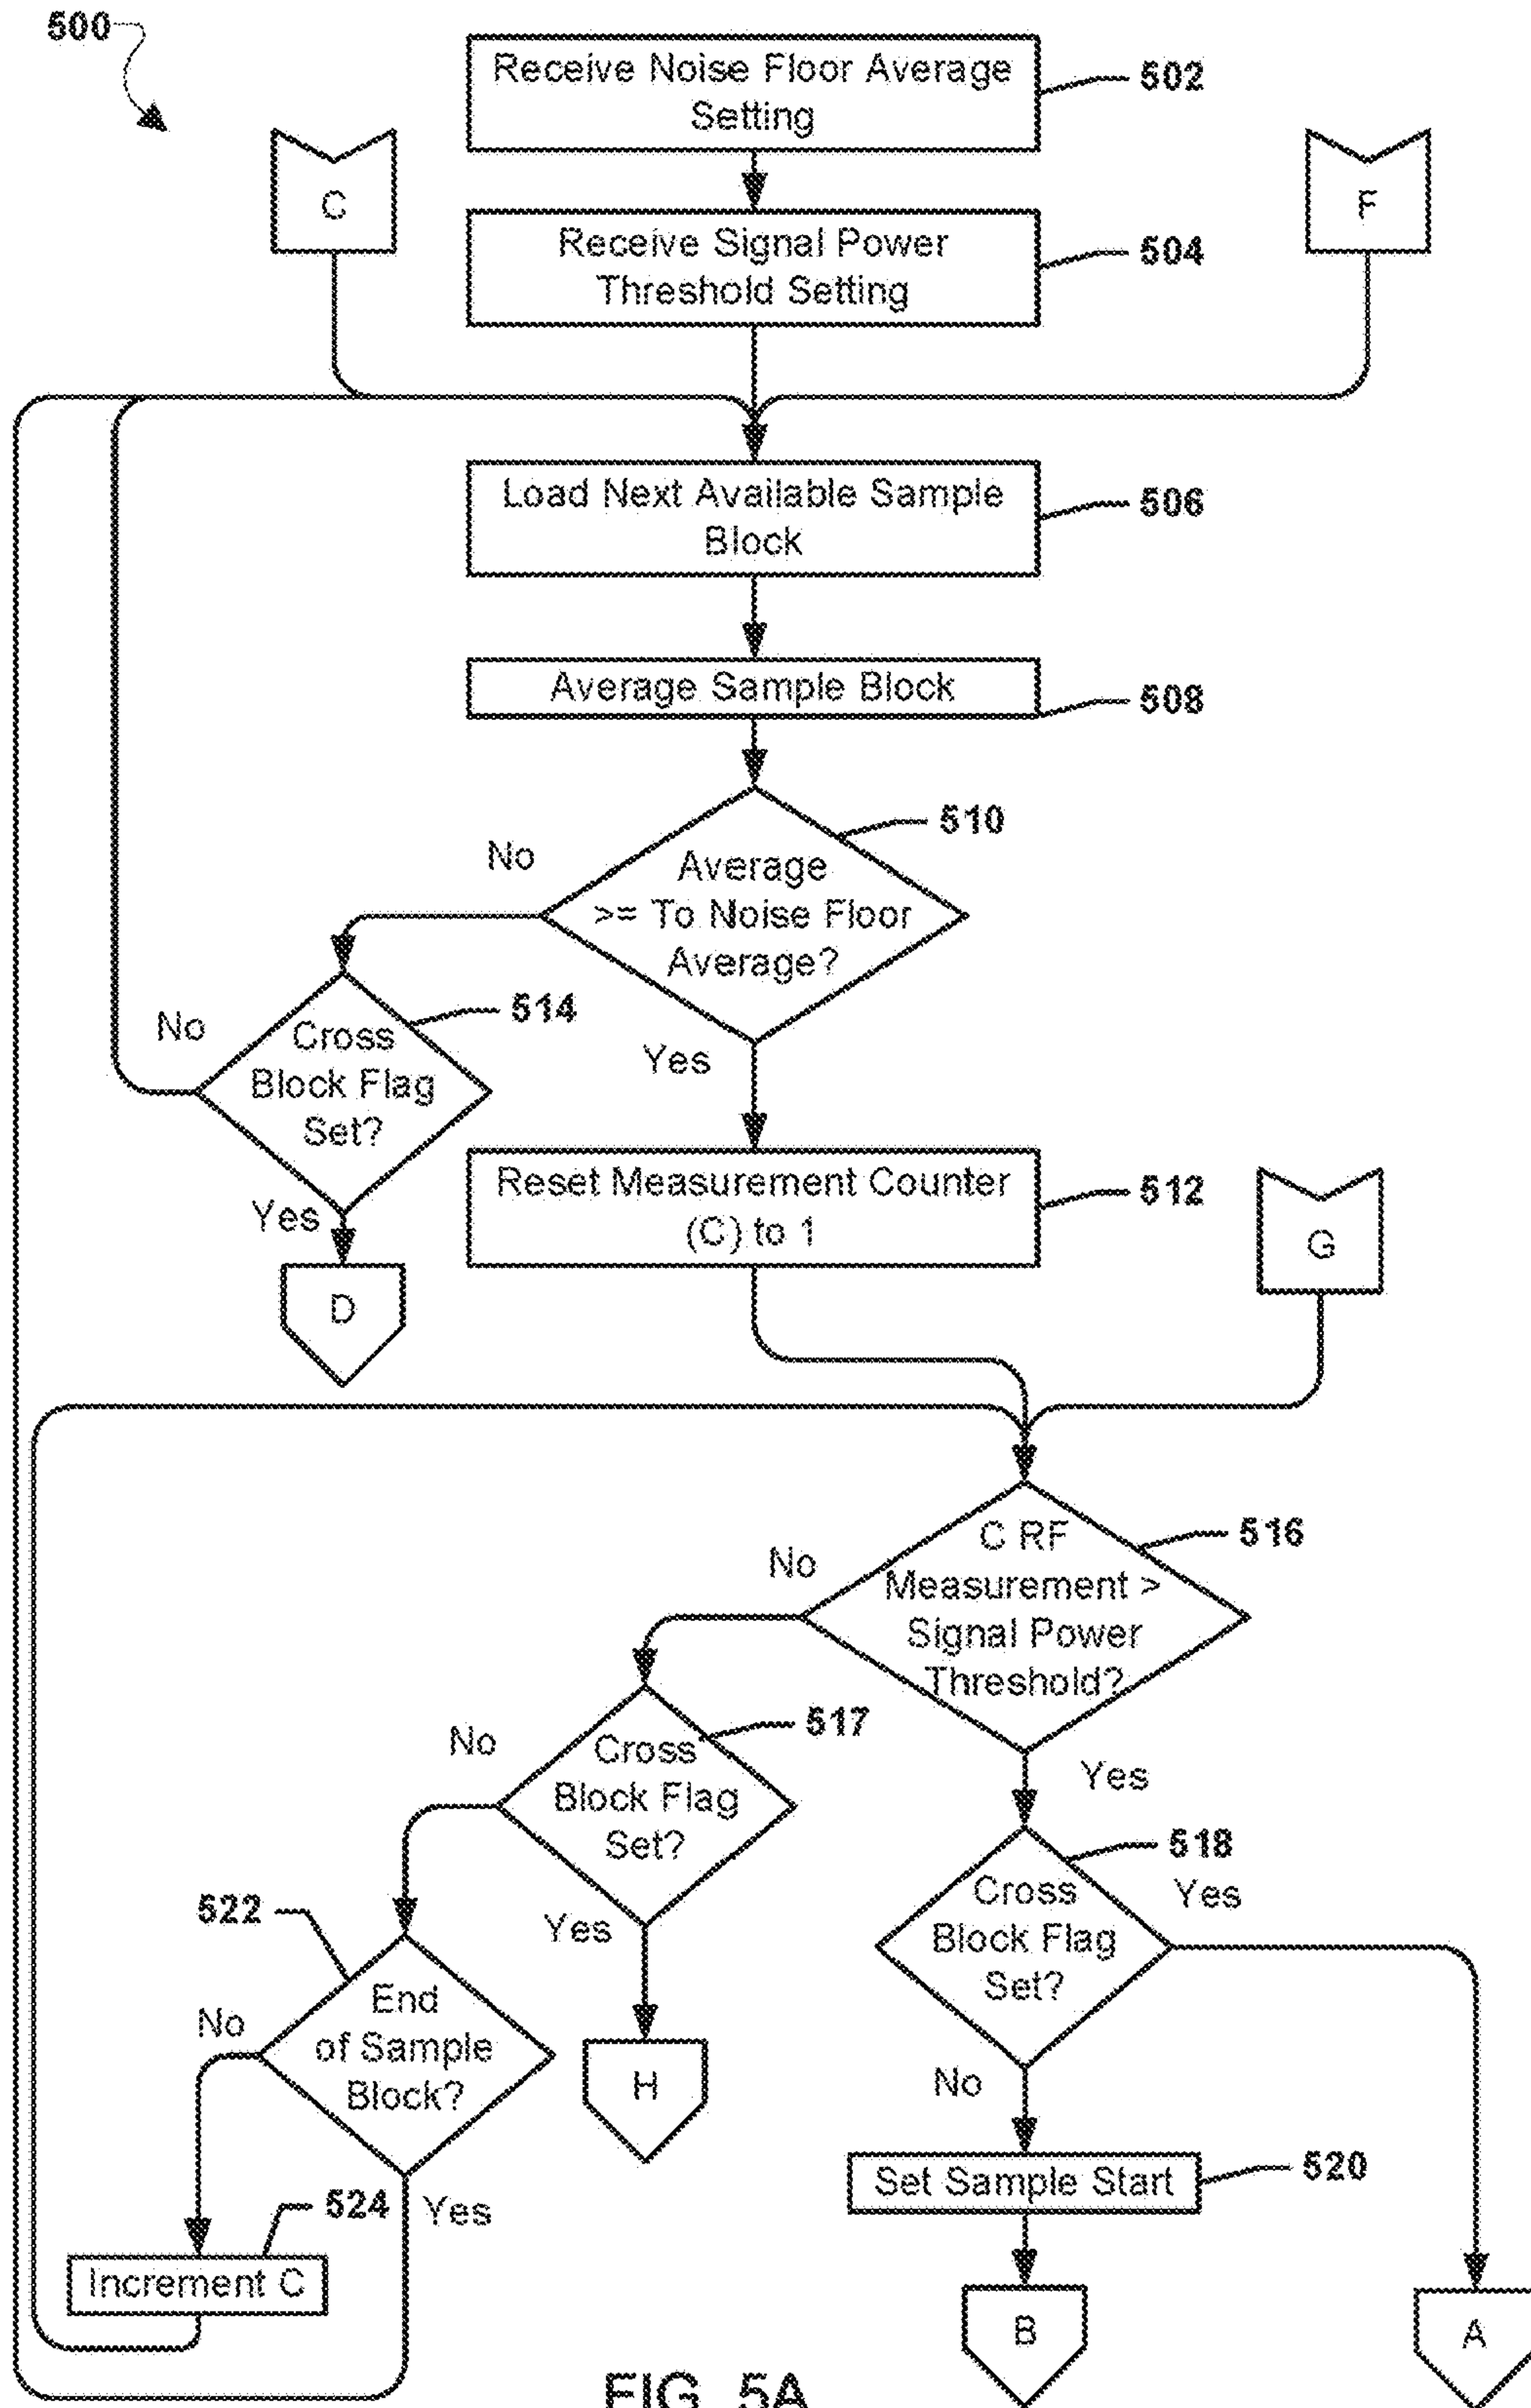 500
Receive Noise Floor Average
Setting
502
C
F
Receive Signal Power
Threshold Setting
504
Load Next Available Sample
Block
506
Average Sample Block
508
510
No
Average
>= To Noise Floor
Average?
514
No
Cross
Block Flag
Set?
Yes
Yes
Reset Measurement Counter
(C) to 1
512
G
D
C RF
Measurement >
Signal Power
Threshold?
516
No
517
No
Cross
Block Flag
Set?
Yes
518
Yes
Cross
Block Flag
Set?
522
Yes
End
of Sample
Block?
No
H
No
Set Sample Start
520
524
Yes
Increment C
B
A
FIG. 5A